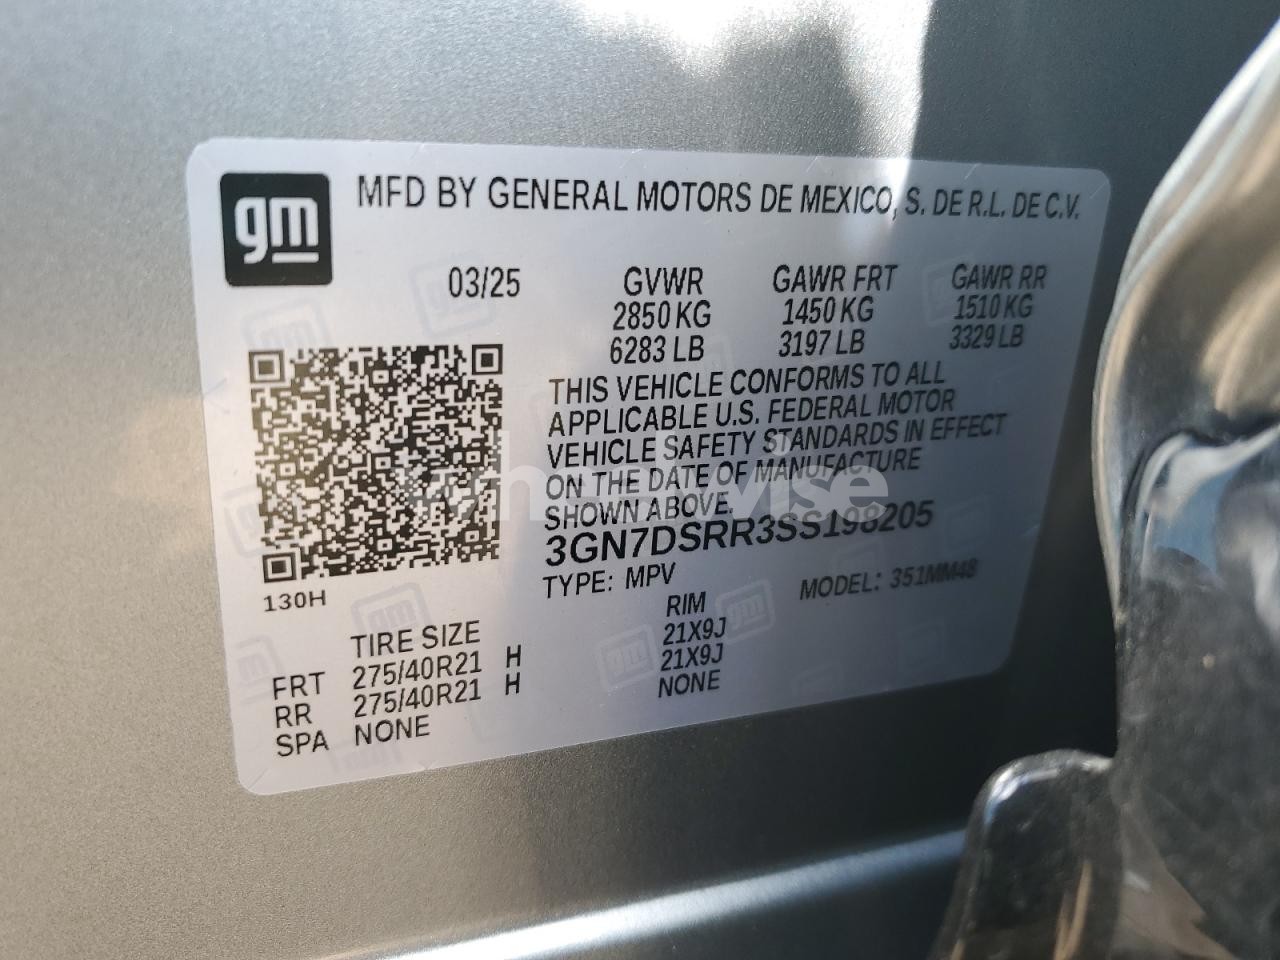 gm
MFD BY GENERAL MOTORS DE MEXICO, S. DE R.L. DE C.V.
03/25 GVWR GAWR FRT GAWR RR
2850 KG 1450 KG 1510 KG
6283 LB 3197 LB 3329 LB
THIS VEHICLE CONFORMS TO ALL
APPLICABLE U.S. FEDERAL MOTOR
VEHICLE SAFETY STANDARDS IN EFFECT
ON THE DATE OF MANUFACTURE
SHOWN ABOVE.
3GN7DSRR3SS198205
TYPE: MPV MODEL: 351MM48
130H
TIRE SIZE RIM
FRT 275/40R21 H 21X9J
RR 275/40R21 H 21X9J
SPA NONE NONE